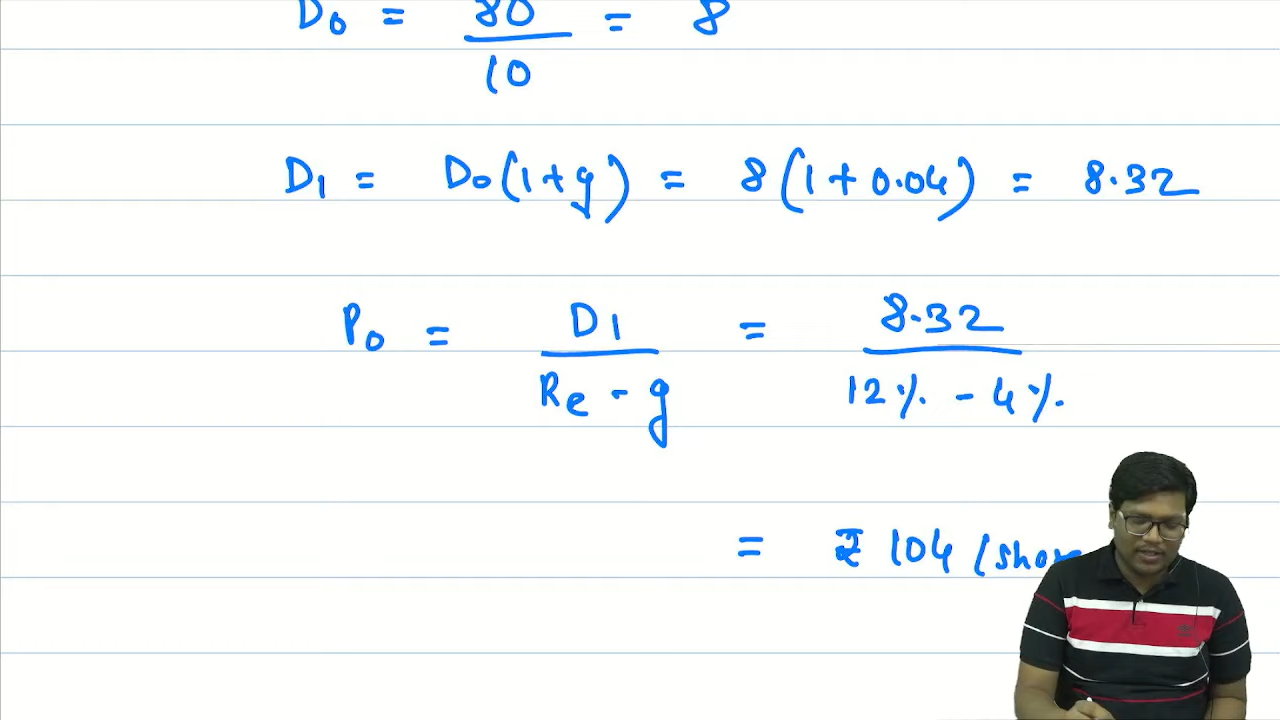 D0 = 80/10 = 8
D1 = D0(1+g) = 8(1+0.04) = 8.32
P0 = D1/Re - g = 8.32/12% - 4%
= ₹ 104